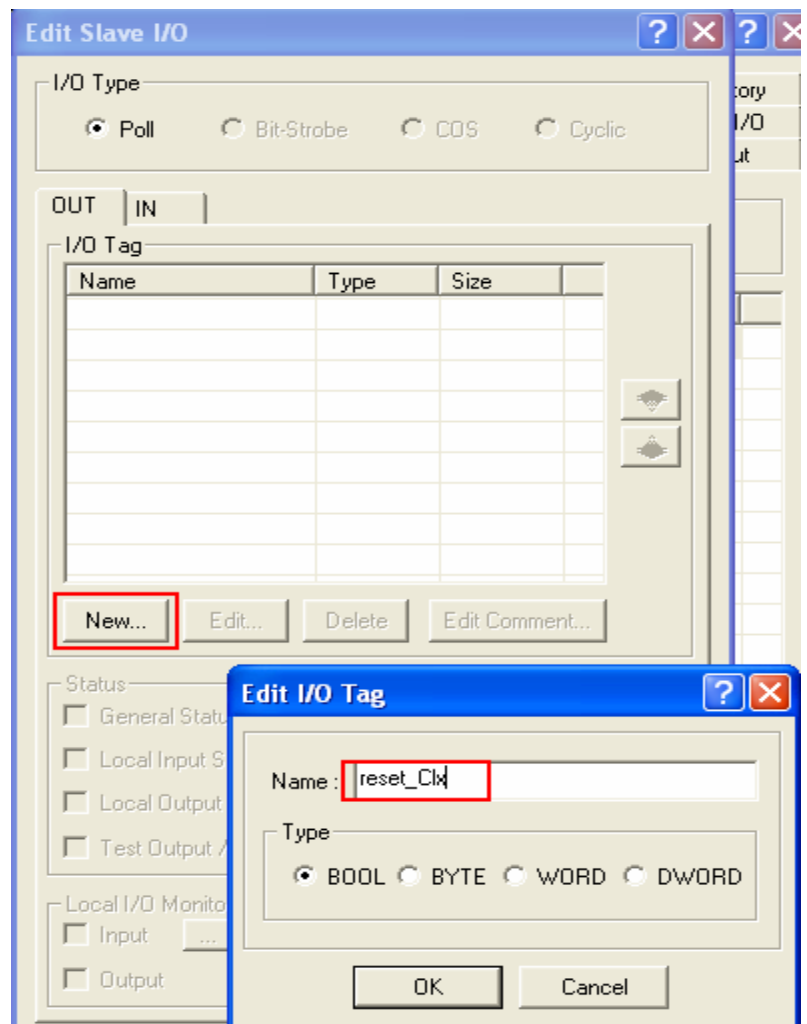 Edit Slave I/O
I/O Type
Poll Bit-Strobe COS Cyclic
tory
I/O
ut
OUT IN
I/O Tag
Name Type Size
New... Edit... Delete Edit Comment...
Status
General Statu
Local Input S
Local Output
Test Output /
Local I/O Monito
Input ...
Output
Edit I/O Tag
Name : reset_Clx
Type
BOOL BYTE WORD DWORD
OK Cancel